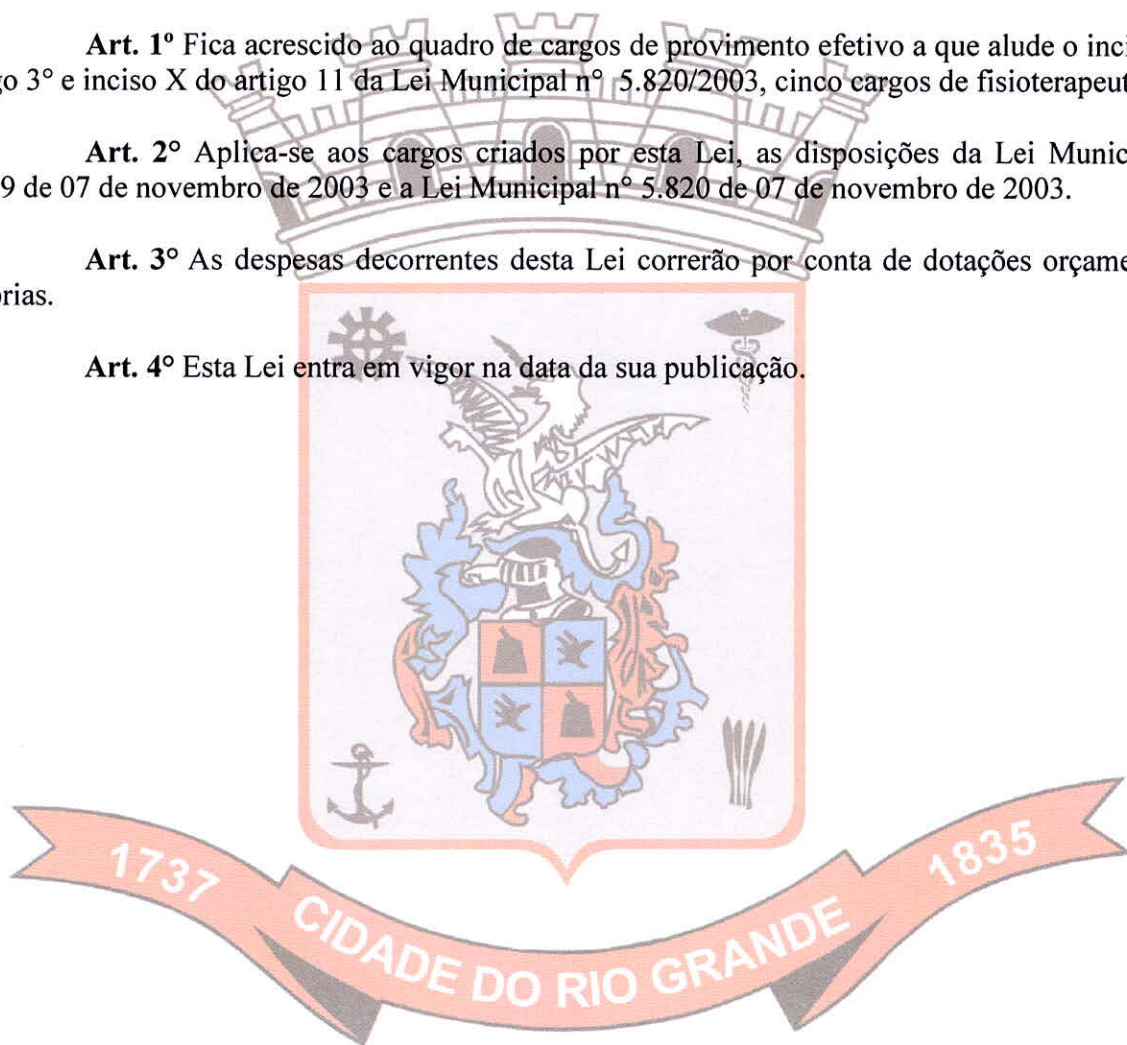 Art. 1º Fica acrescido ao quadro de cargos de provimento efetivo a que alude o inci
go 3° e inciso X do artigo 11 da Lei Municipal n° 5.820/2003, cinco cargos de fisioterapeut
Art. 2° Aplica-se aos cargos criados por esta Lei, as disposições da Lei Munic
9 de 07 de novembro de 2003 e a Lei Municipal n° 5.820 de 07 de novembro de 2003.
Art. 3° As despesas decorrentes desta Lei correrão por conta de dotações orçame
rias.
Art. 4° Esta Lei entra em vigor na data da sua publicação.
1737 CIDADE DO RIO GRANDE 1835